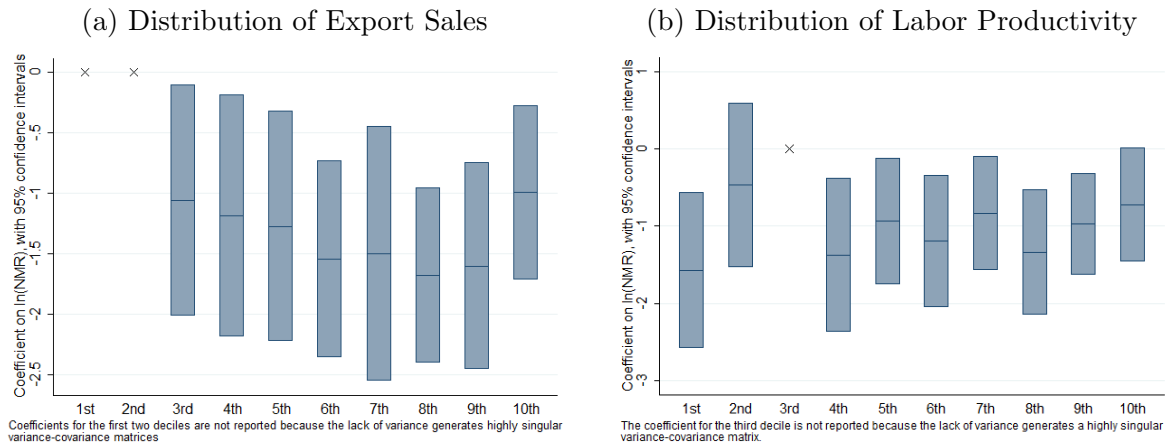 (a) Distribution of Export Sales
Coefficient on ln(NMR), with 95% confidence intervals
0
-.5
-1
-1.5
-2
-2.5
1st 2nd 3rd 4th 5th 6th 7th 8th 9th 10th
Coefficients for the first two deciles are not reported because the lack of variance generates highly singular
variance-covariance matrices
(b) Distribution of Labor Productivity
Coefficient on ln(NMR), with 95% confidence intervals
1
0
-1
-2
-3
1st 2nd 3rd 4th 5th 6th 7th 8th 9th 10th
The coefficient for the third decile is not reported because the lack of variance generates a highly singular
variance-covariance matrix.